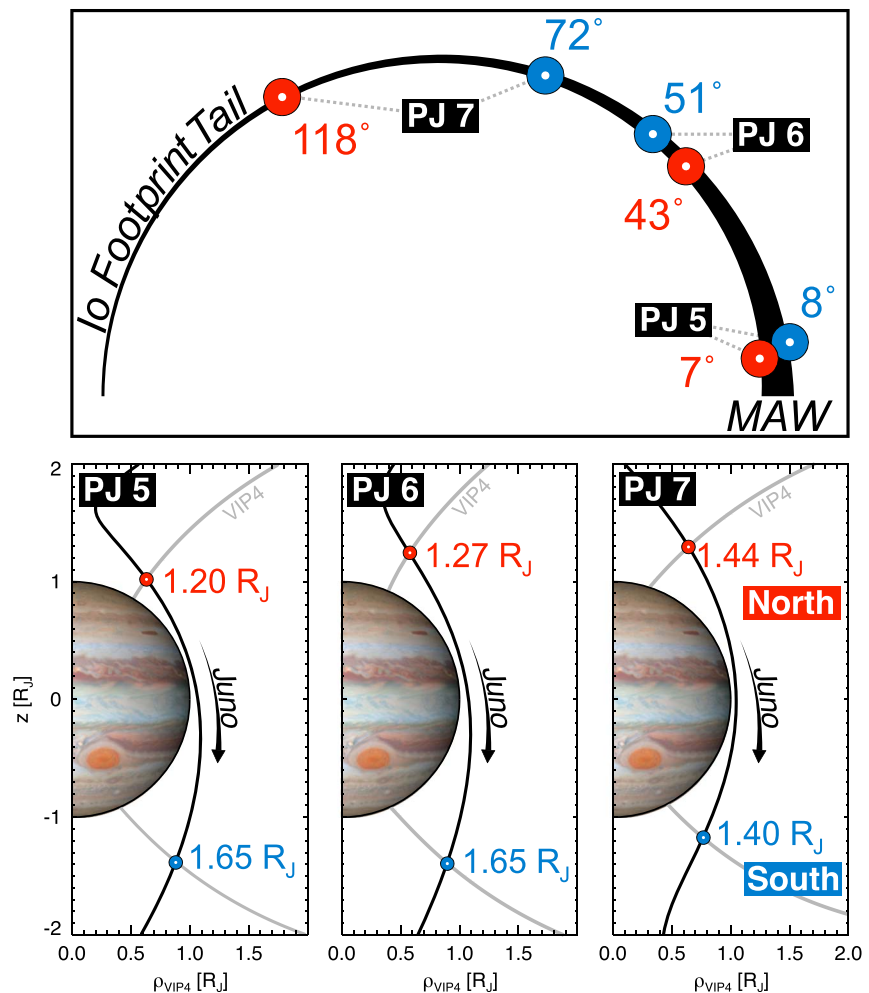 72°
51°
PJ 7
PJ 6
118°
Io Footprint Tail
43°
8°
PJ 5
7°
MAW
PJ 5
PJ 6
PJ 7
VIP4
VIP4
VIP4
1.20 RJ
1.27 RJ
1.44 RJ
North
Juno
Juno
Juno
1.65 RJ
1.65 RJ
1.40 RJ
South
z [RJ]
2
1
0
-1
-2
0.0 0.5 1.0 1.5
0.0 0.5 1.0 1.5
0.0 0.5 1.0 1.5 2.0
ρVIP4 [RJ]
ρVIP4 [RJ]
ρVIP4 [RJ]